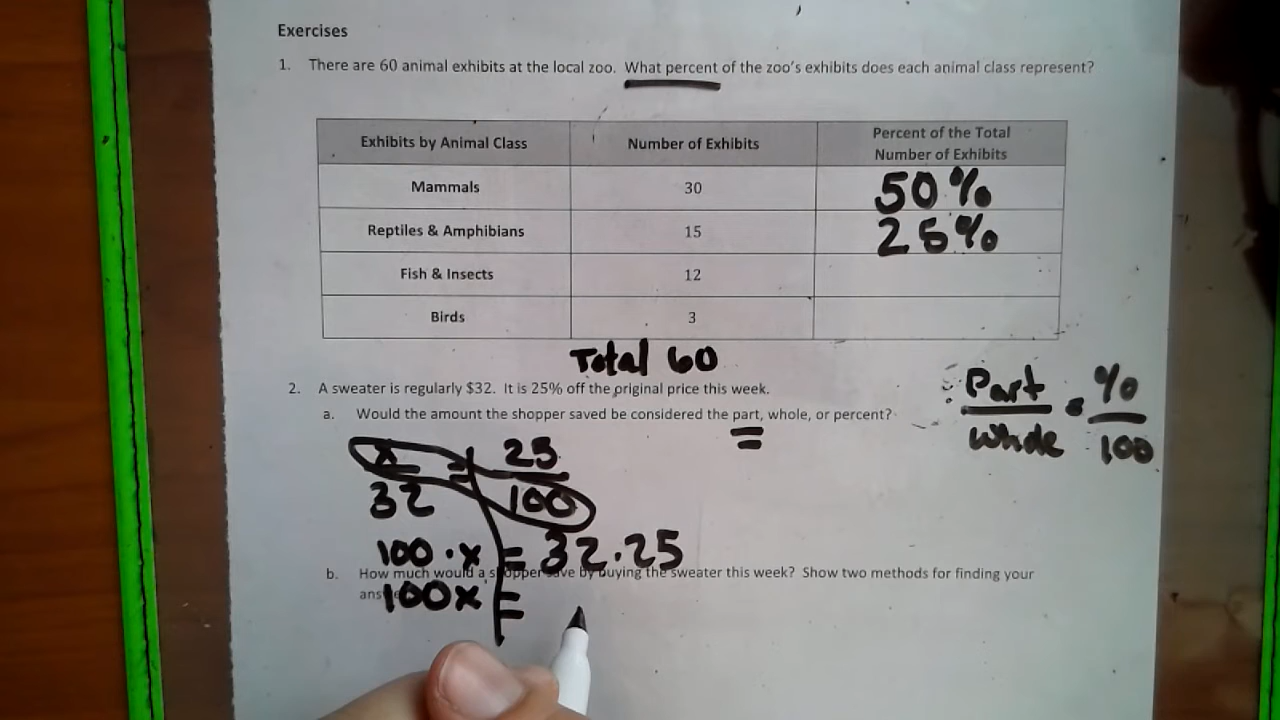 Exercises
1. There are 60 animal exhibits at the local zoo. What percent of the zoo's exhibits does each animal class represent?
Exhibits by Animal Class Number of Exhibits Percent of the Total Number of Exhibits
Mammals 30 50%
Reptiles & Amphibians 15 25%
Fish & Insects 12
Birds 3
Total 60
2. A sweater is regularly $32. It is 25% off the original price this week.
a. Would the amount the shopper saved be considered the part, whole, or percent?
Part = %
Whole 100
x = 25
32 100
100 · x = 32 · 25
b. How much would a shopper save by buying the sweater this week? Show two methods for finding your
100x =